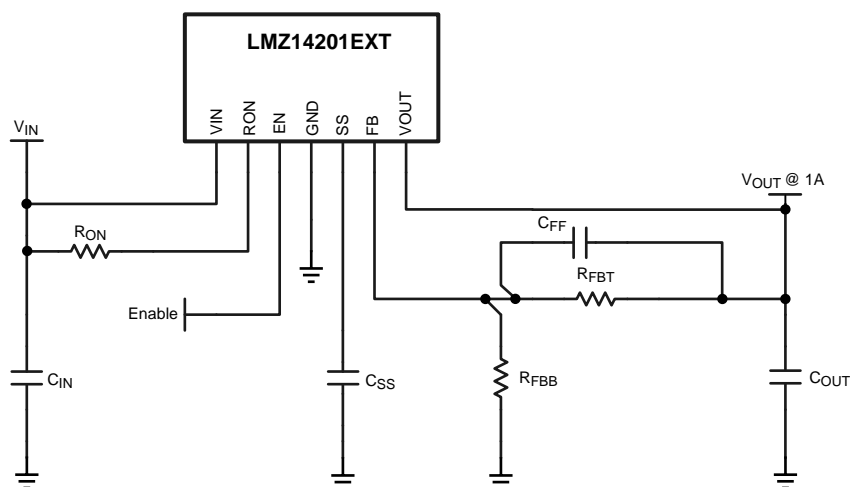 LMZ14201EXT
VIN
RON
EN
GND
SS
FB
VOUT
VIN
VOUT @ 1A
RON
CFF
RFBT
Enable
CIN
CSS
RFBB
COUT